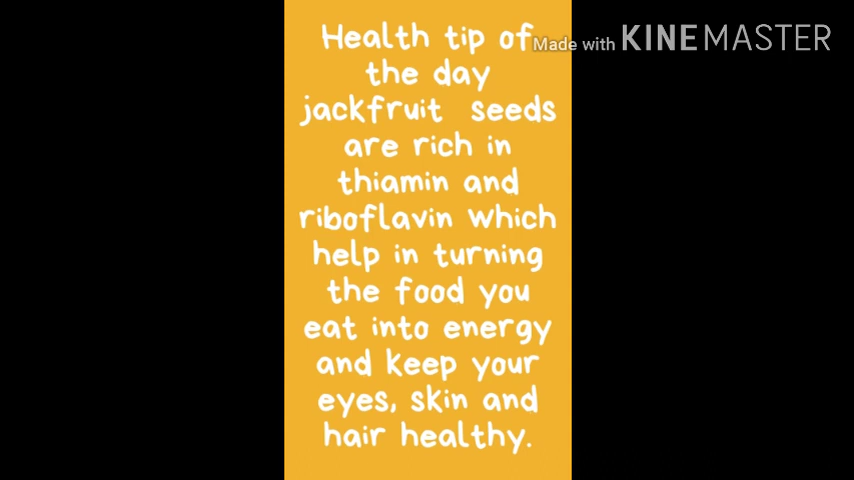 Health tip of
the day
jackfruit seeds
are rich in
thiamin and
riboflavin which
help in turning
the food you
eat into energy
and keep your
eyes, skin and
hair healthy.
Made with KINEMASTER